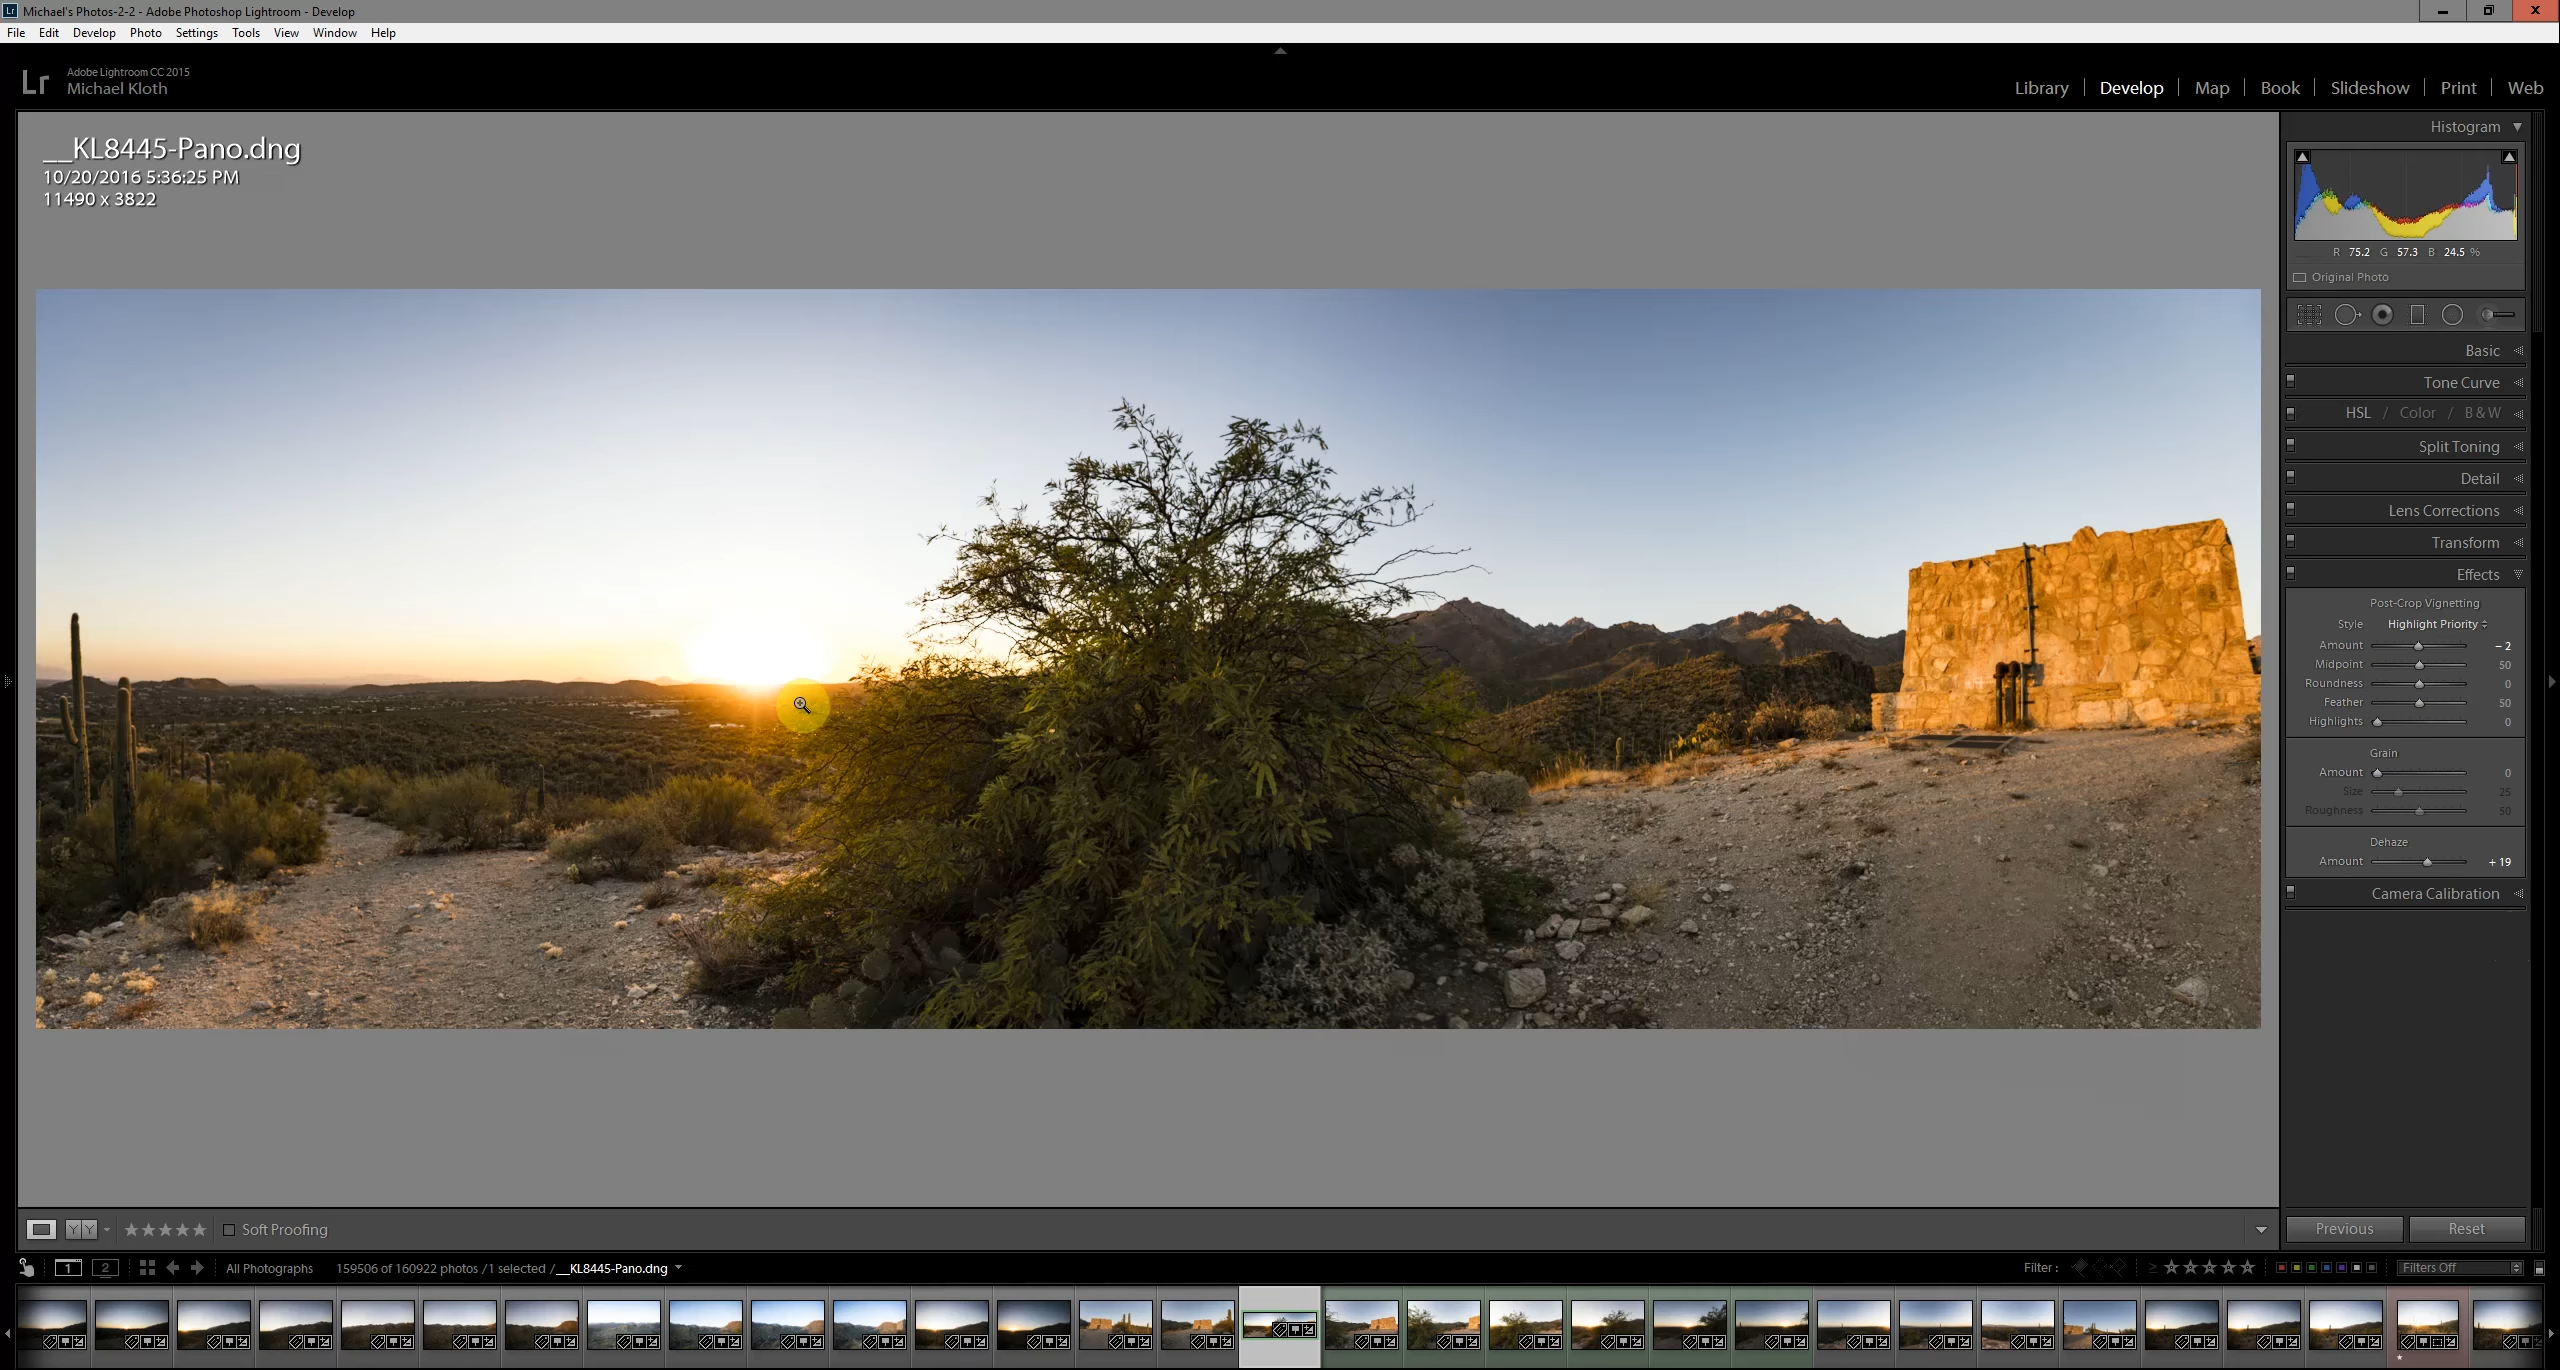 Lr Michael's Photos-2-2 - Adobe Photoshop Lightroom - Develop
File Edit Develop Photo Settings Tools View Window Help
Lr
Adobe Lightroom CC 2015
Michael Kloth
Library Develop Map Book Slideshow Print Web
__KL8445-Pano.dng
10/20/2016 5:36:25 PM
11490 x 3822
Histogram
R 75.2 G 57.3 B 24.5 %
Original Photo
Basic
Tone Curve
HSL / Color / B & W
Split Toning
Detail
Lens Corrections
Transform
Effects
Post-Crop Vignetting
Style Highlight Priority
Amount – 2
Midpoint 50
Roundness 0
Feather 50
Highlights 0
Grain
Amount 0
Size 25
Roughness 50
Dehaze
Amount + 19
Camera Calibration
Previous Reset
YY Soft Proofing
1 2 All Photographs 159506 of 160922 photos /1 selected /__KL8445-Pano.dng
Filter : ≥ Filters Off